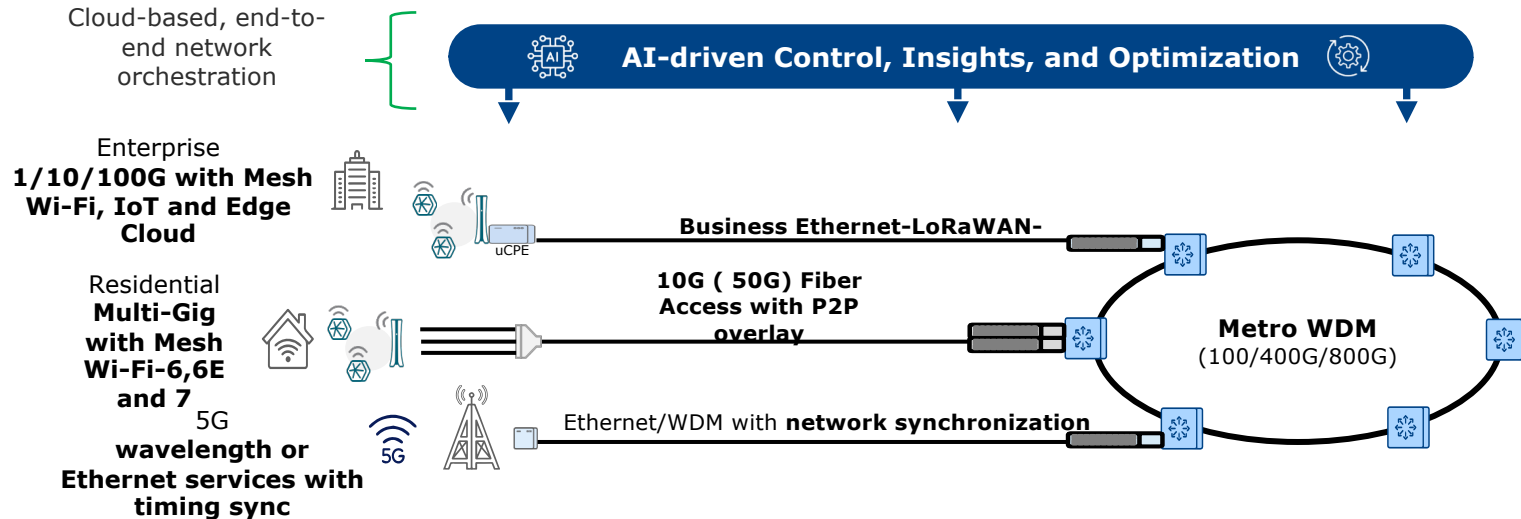 Cloud-based, end-to-
end network
orchestration
AI
AI-driven Control, Insights, and Optimization
Enterprise
1/10/100G with Mesh
Wi-Fi, IoT and Edge
Cloud
uCPE
Business Ethernet-LoRaWAN-
Residential
Multi-Gig
with Mesh
Wi-Fi-6,6E
and 7
10G ( 50G) Fiber
Access with P2P
overlay
Metro WDM
(100/400G/800G)
5G
wavelength or
Ethernet services with
timing sync
5G
Ethernet/WDM with network synchronization